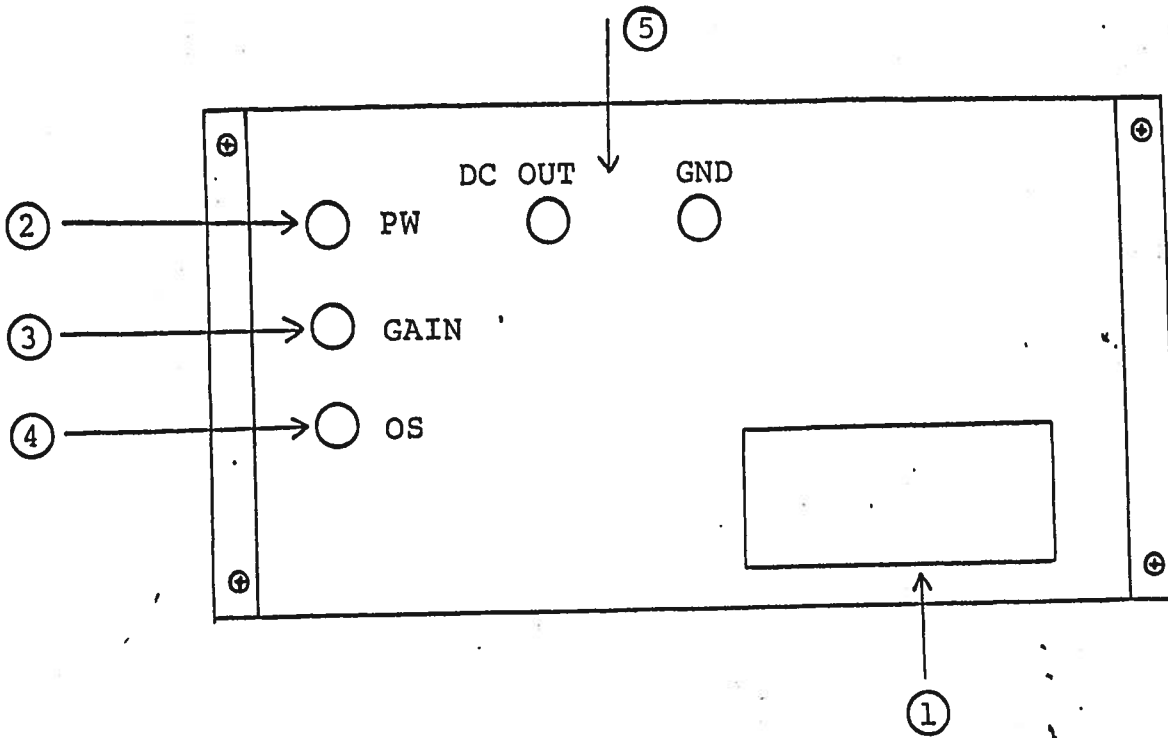 ⑤
DC OUT GND
② PW
③ GAIN
④ OS
①